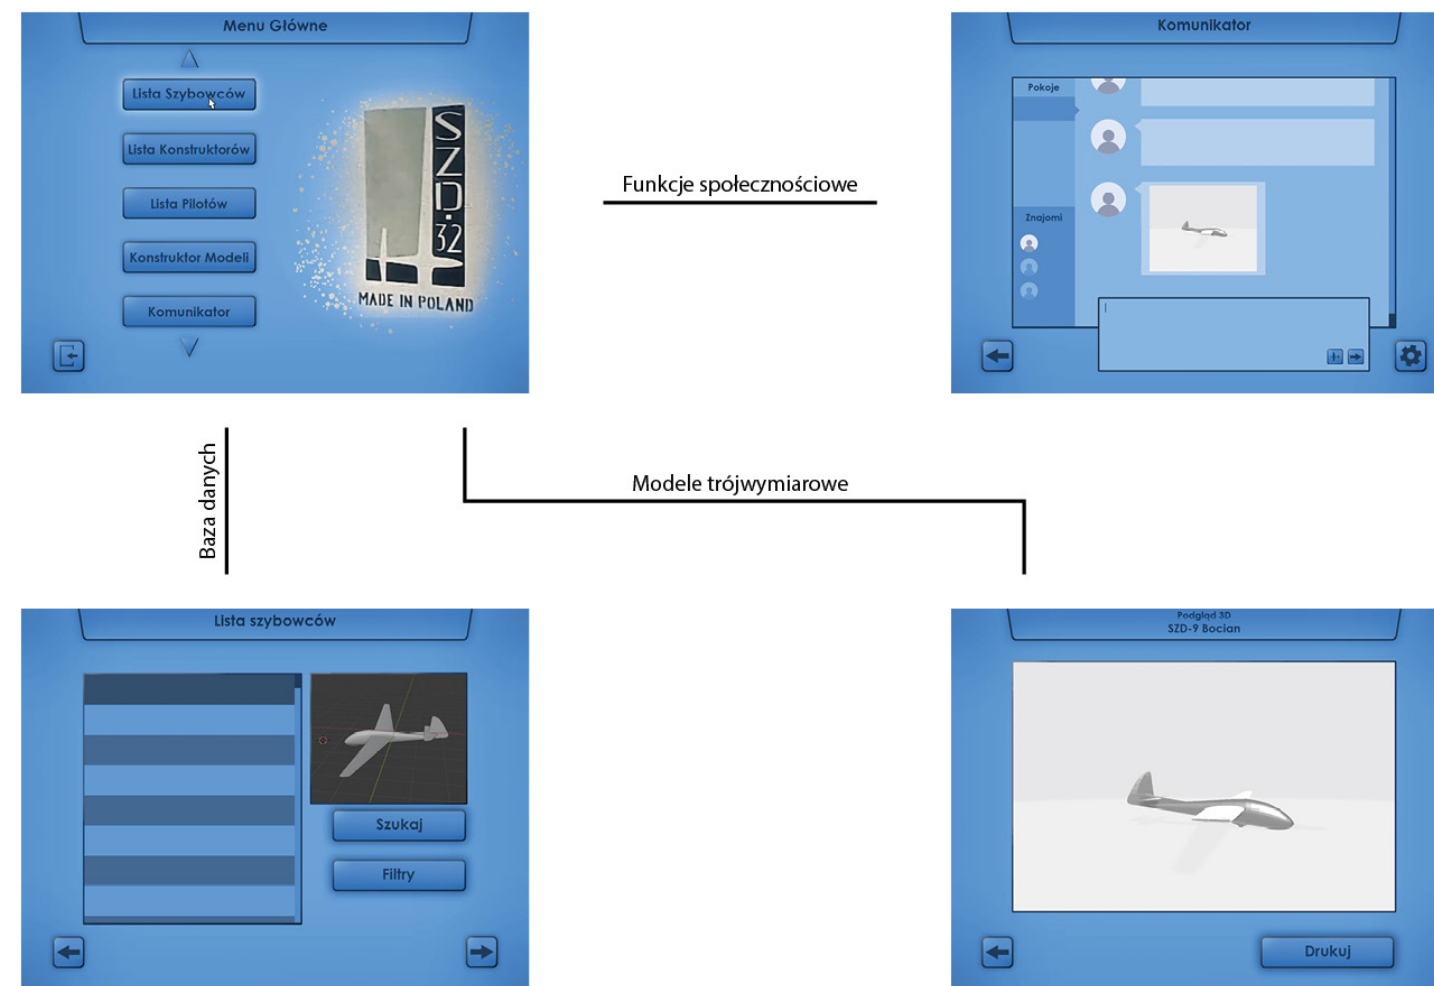 Menu Główne
Lista Szybowców
Lista Konstruktorów
Lista Pilotów
Konstruktor Modeli
Komunikator
SZD·32
MADE IN POLAND
Funkcje społecznościowe
Komunikator
Pokoje
Znajomi
Baza danych
Modele trójwymiarowe
Lista szybowców
Szukaj
Filtry
Podgląd 3D
SZD-9 Bocian
Drukuj